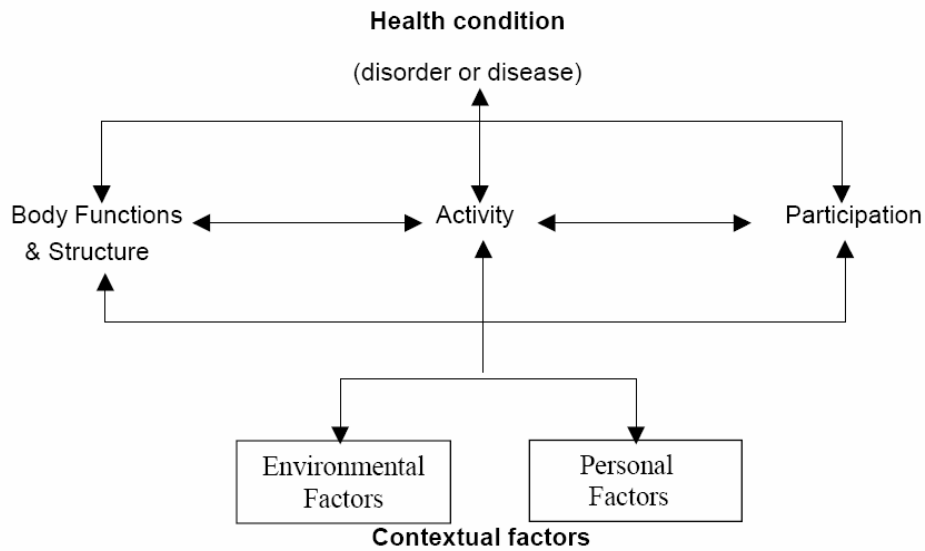 Health condition
(disorder or disease)
Body Functions
& Structure
Activity
Participation
Environmental
Factors
Personal
Factors
Contextual factors